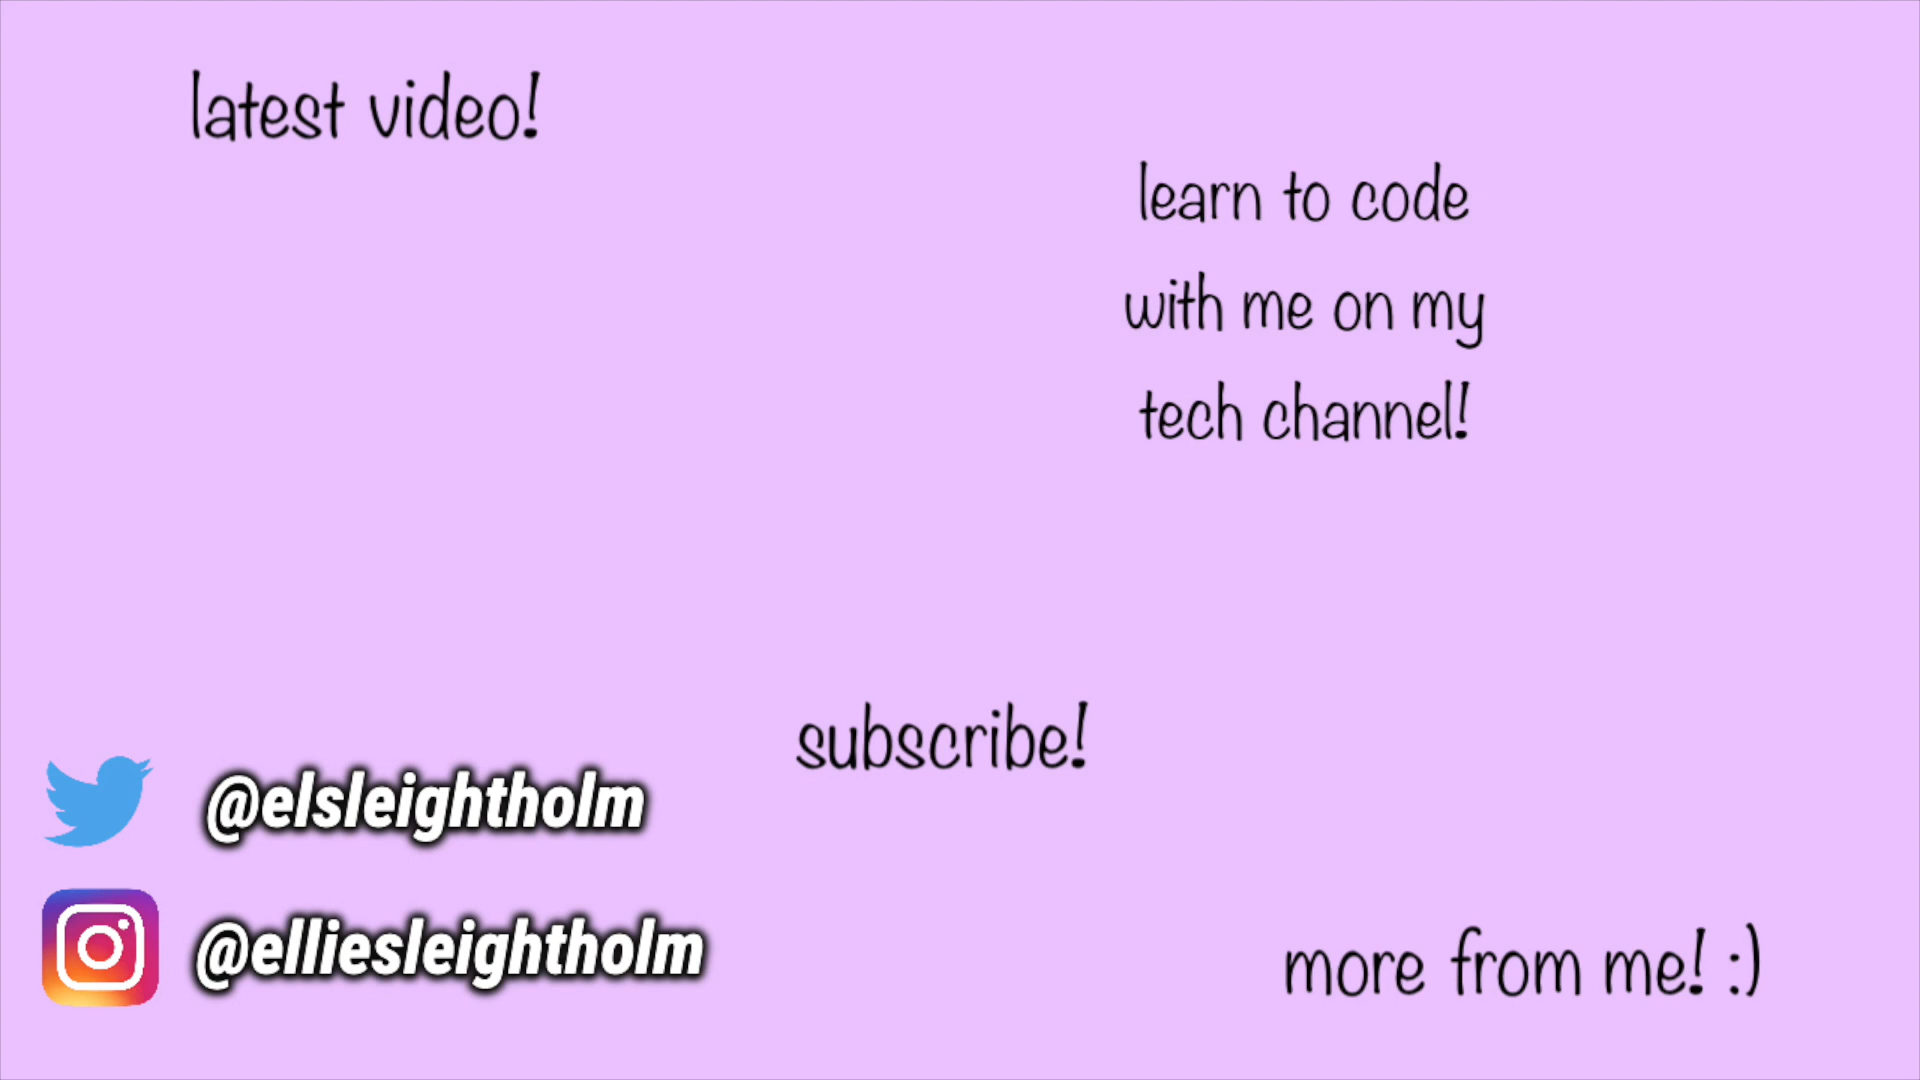 latest video!
learn to code
with me on my
tech channel!
subscribe!
@elsleightholm
@elliesleightholm
more from me! :)